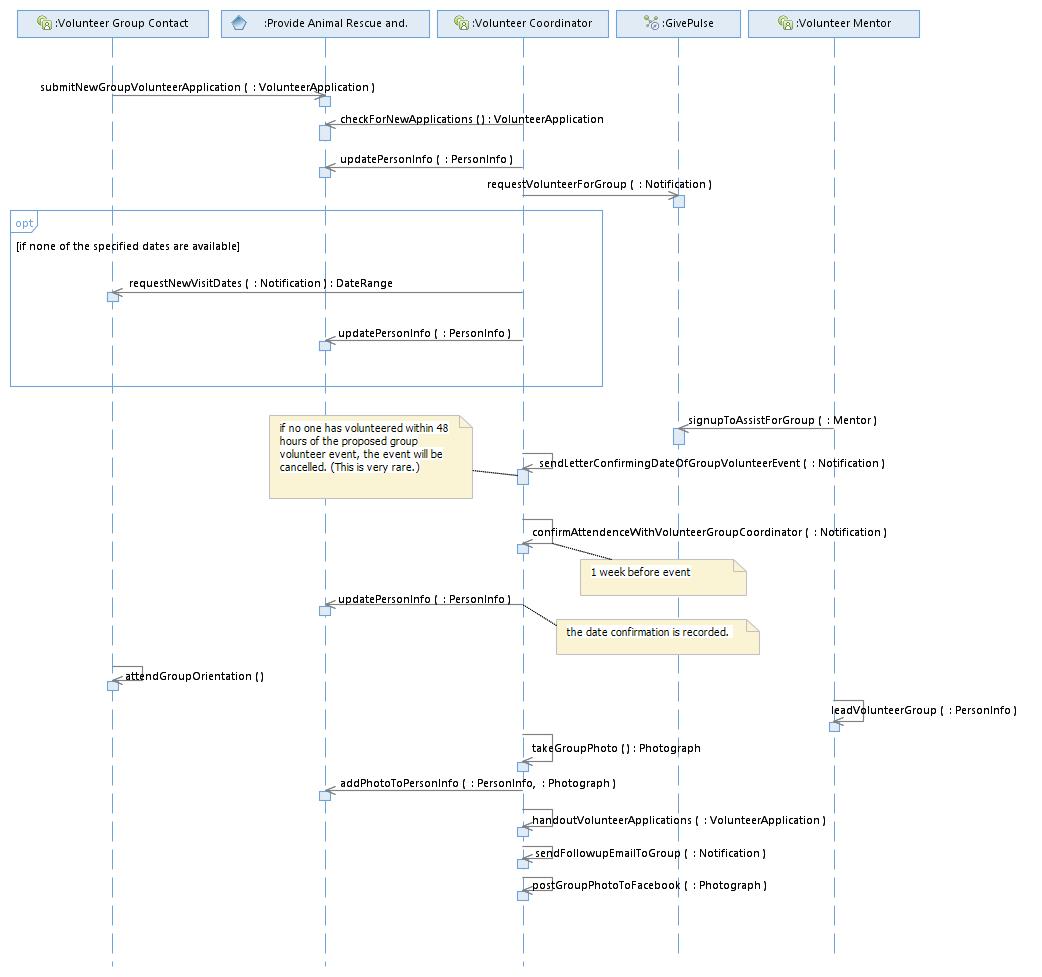 :Volunteer Group Contact
:Provide Animal Rescue and.
:Volunteer Coordinator
:GivePulse
:Volunteer Mentor
submitNewGroupVolunteerApplication ( : VolunteerApplication )
checkForNewApplications () : VolunteerApplication
updatePersonInfo ( : PersonInfo )
requestVolunteerForGroup ( : Notification )
opt
[if none of the specified dates are available]
requestNewVisitDates ( : Notification ) : DateRange
updatePersonInfo ( : PersonInfo )
signupToAssistForGroup ( : Mentor )
if no one has volunteered within 48
hours of the proposed group
volunteer event, the event will be
cancelled. (This is very rare.)
sendLetterConfirmingDateOfGroupVolunteerEvent ( : Notification )
confirmAttendenceWithVolunteerGroupCoordinator ( : Notification )
1 week before event
updatePersonInfo ( : PersonInfo )
the date confirmation is recorded.
attendGroupOrientation ()
leadVolunteerGroup ( : PersonInfo )
takeGroupPhoto () : Photograph
addPhotoToPersonInfo ( : PersonInfo, : Photograph )
handoutVolunteerApplications ( : VolunteerApplication )
sendFollowupEmailToGroup ( : Notification )
postGroupPhotoToFacebook ( : Photograph )